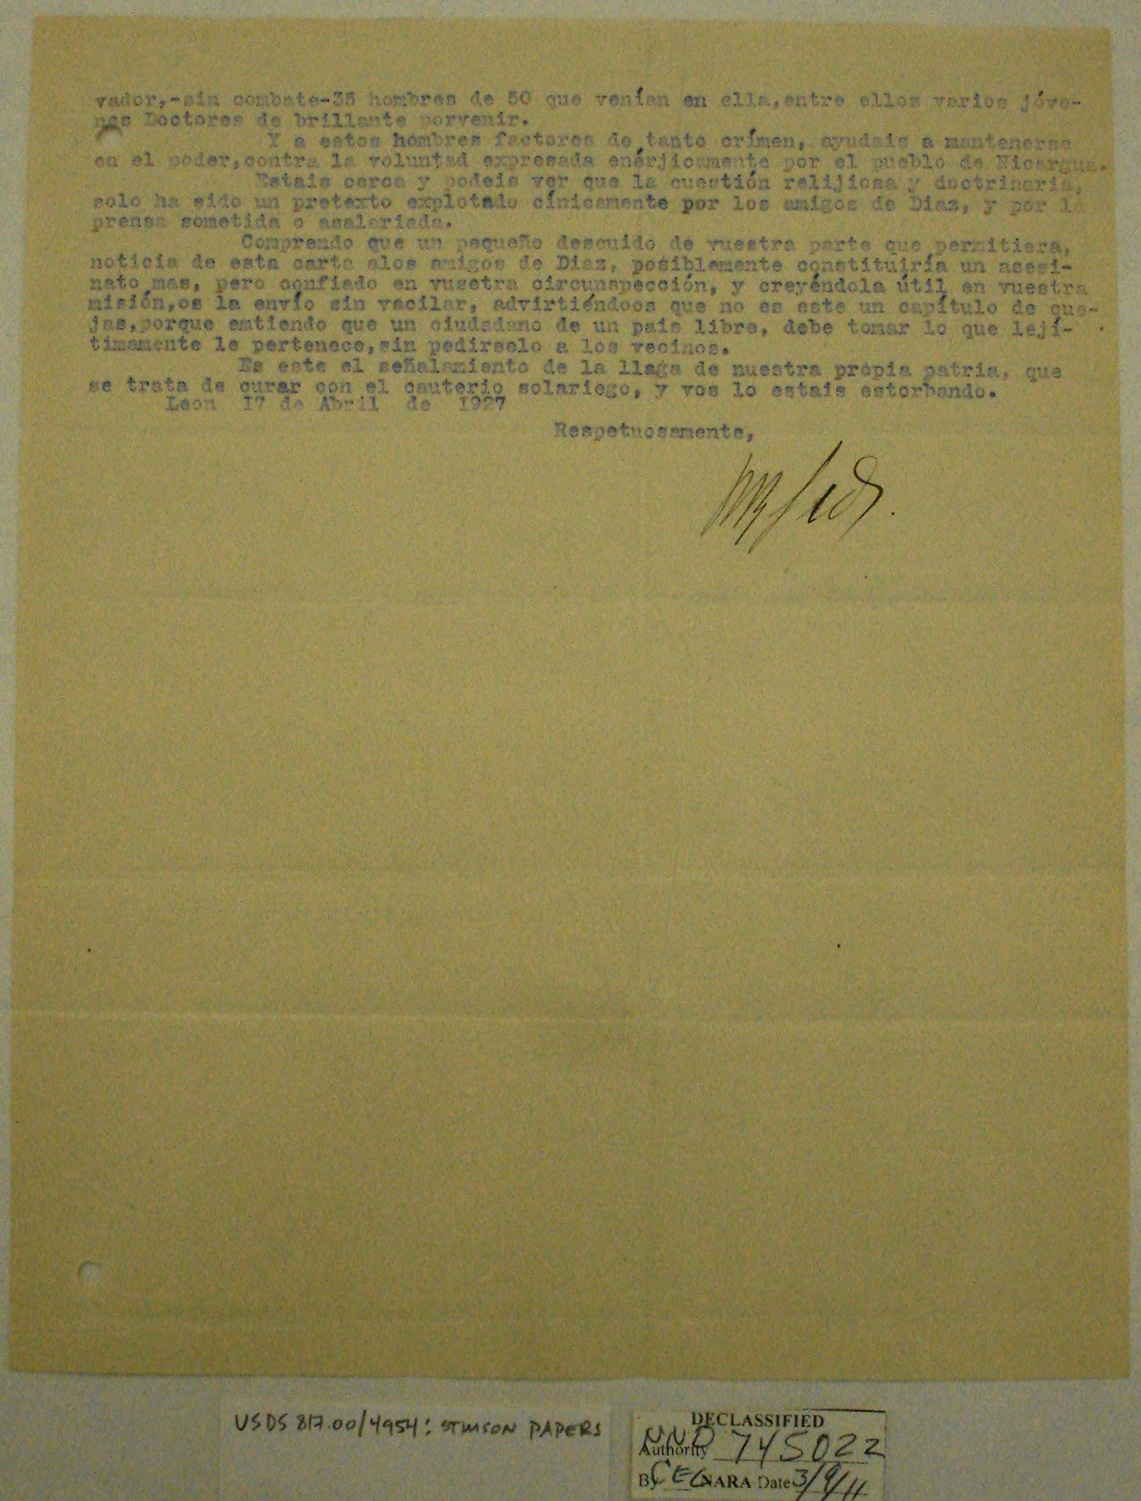 vador,-sin combate-35 hombres de 50 que venían en ella,entre ellos varios jóve-
nes Doctores de brillante porvenir.
Y a estos hombres factores de tanto crímen, ayudais a mantenerse
en el poder,contra la voluntad expresada enérjicamente por el pueblo de Nicargua.
Estais cerca y podeis ver que la cuestión relijiosa y doctrinaria,
solo ha sido un pretexto explotado cínicamente por los amigos de Diaz, y por la
prensa sometida o asalariada.
Comprendo que un pequeño descuido de vuestra parte que permitiera,
noticia de esta carta alos amigos de Diaz, posiblemente constituiría un asesi-
nato mas, pero confiado en vusetra circunspección, y creyéndola útil en vuestra
misión,os la envío sin vacilar, advirtiéndoos que no es este un capítulo de que-
jas,porque emtiendo que un ciudadano de un pais libre, debe tomar lo que lejí-
timamente le pertenece,sin pedirselo a los vecinos.
Es este el señalamiento de la llaga de nuestra própia patria, que
se trata de curar con el cauterio solariego, y vos lo estais estorbando.
Leon 17 de Abril de 1927
Respetuosamente,
USDS 817.00/4954: STIMSON PAPERS
DECLASSIFIED
Authority NND 745022
By CEG NARA Date 3/9/11